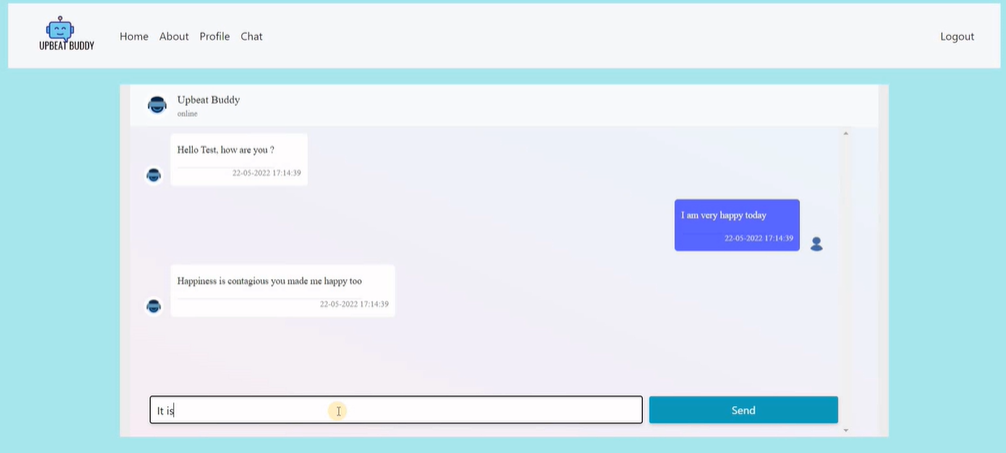 UPBEAT BUDDY
Home About Profile Chat
Logout
Upbeat Buddy
online
Hello Test, how are you ?
22-05-2022 17:14:39
I am very happy today
22-05-2022 17:14:39
Happiness is contagious you made me happy too
22-05-2022 17:14:39
It is
Send